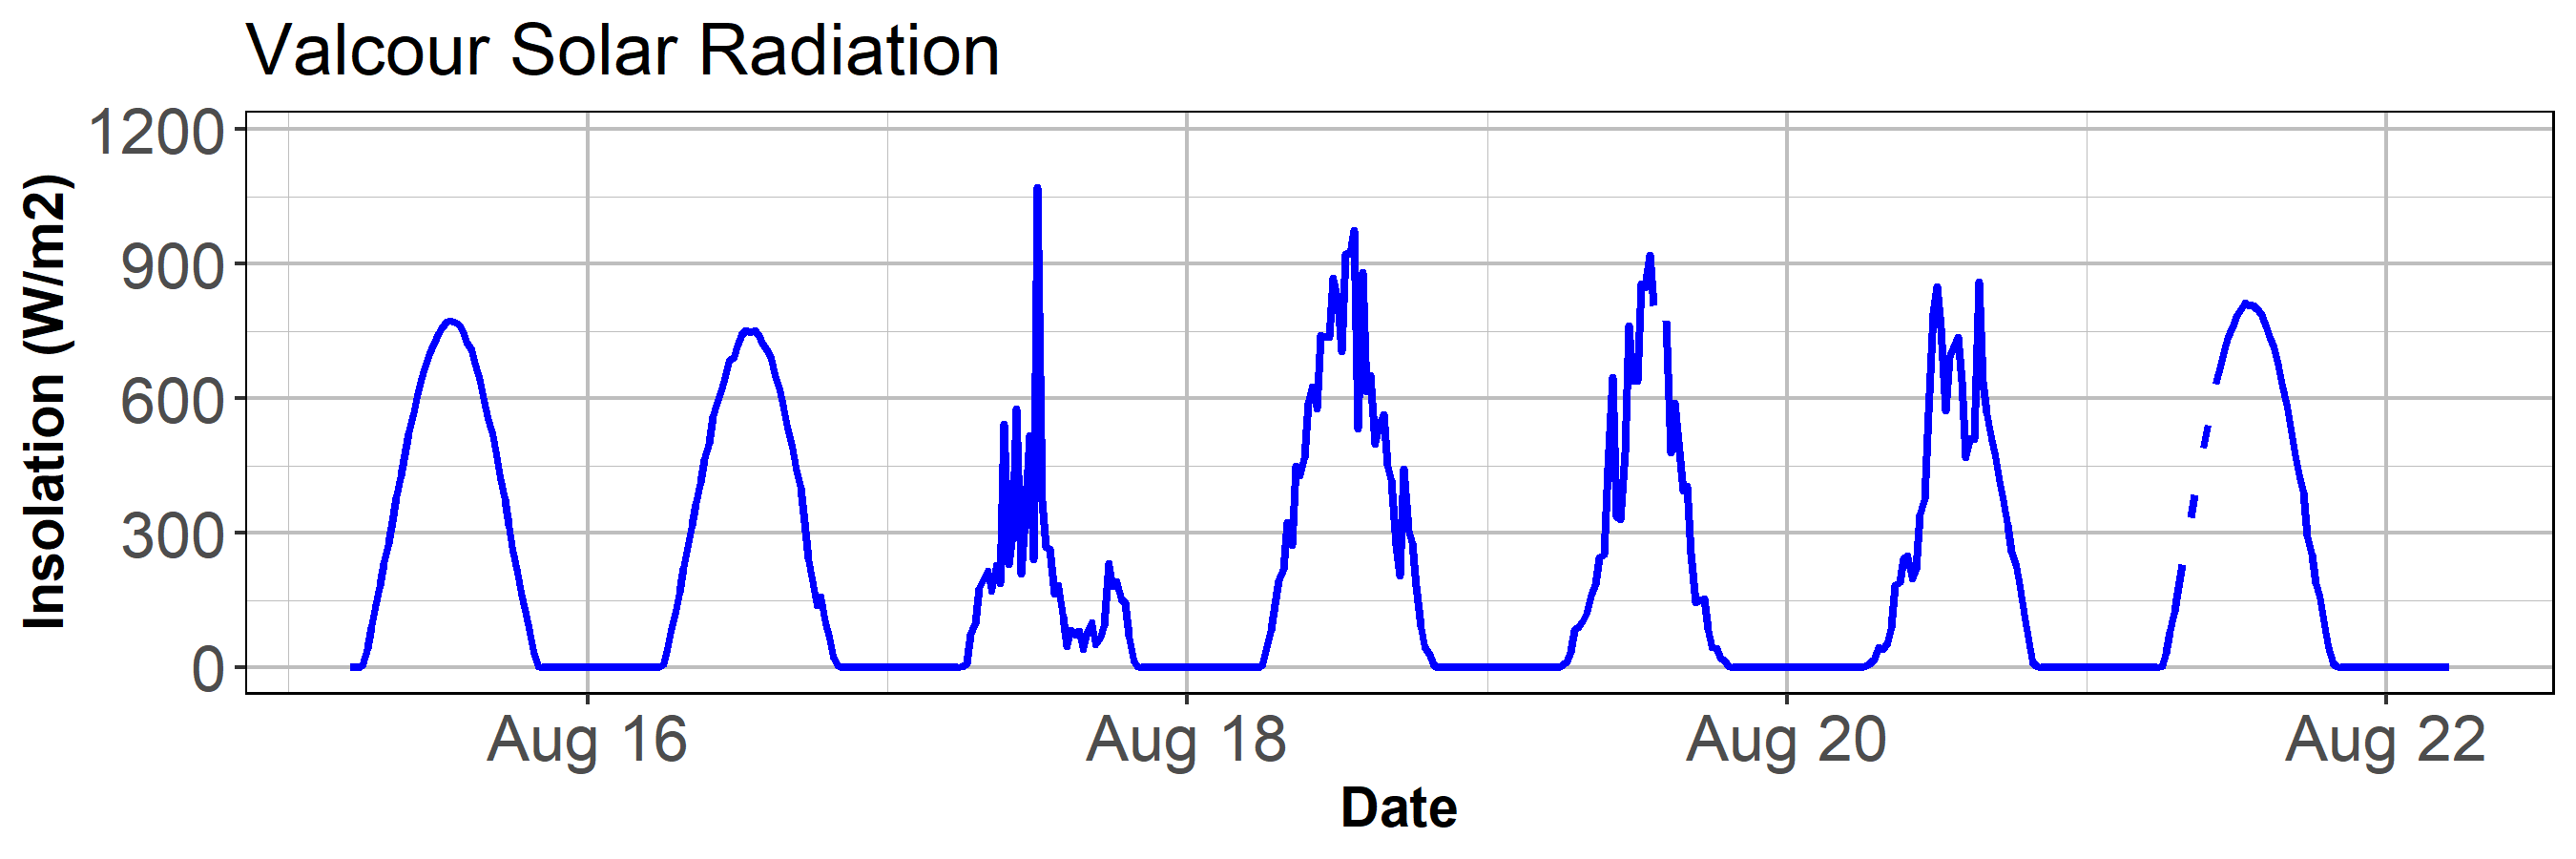 Valcour Solar Radiation
Insolation (W/m2)
1200
900
600
300
0
Aug 16
Aug 18
Aug 20
Aug 22
Date